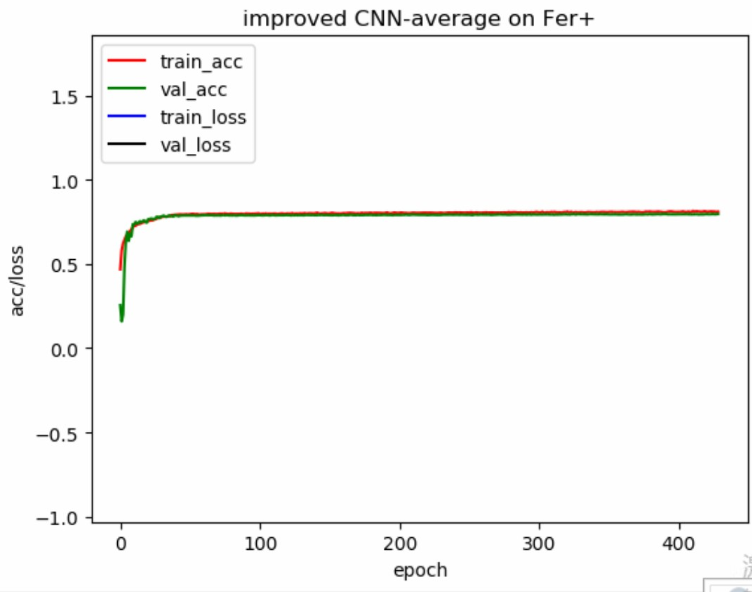 improved CNN-average on Fer+
train_acc
val_acc
train_loss
val_loss
1.5
1.0
0.5
0.0
−0.5
−1.0
acc/loss
0
100
200
300
400
epoch